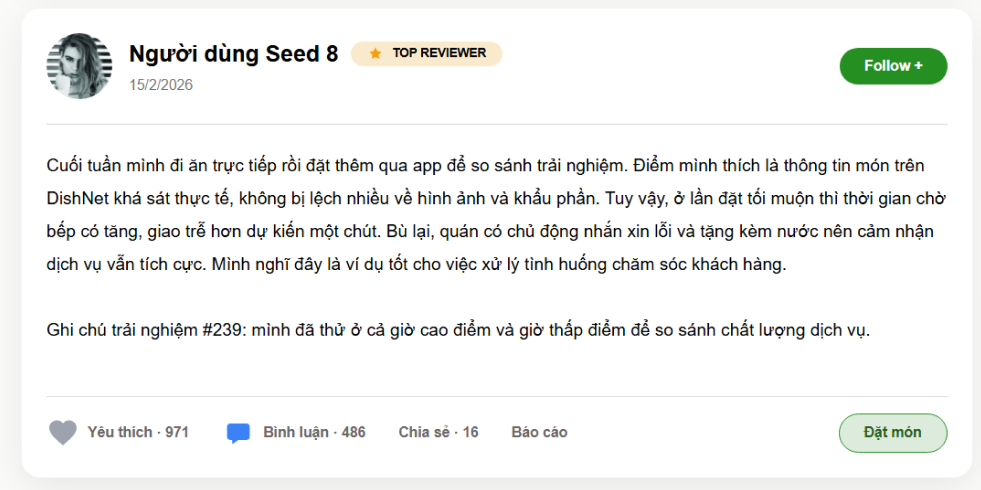 Người dùng Seed 8
TOP REVIEWER
15/2/2026
Follow +
Cuối tuần mình đi ăn trực tiếp rồi đặt thêm qua app để so sánh trải nghiệm. Điểm mình thích là thông tin món trên
DishNet khá sát thực tế, không bị lệch nhiều về hình ảnh và khẩu phần. Tuy vậy, ở lần đặt tối muộn thì thời gian chờ
bếp có tăng, giao trễ hơn dự kiến một chút. Bù lại, quán có chủ động nhắn xin lỗi và tặng kèm nước nên cảm nhận
dịch vụ vẫn tích cực. Mình nghĩ đây là ví dụ tốt cho việc xử lý tình huống chăm sóc khách hàng.
Ghi chú trải nghiệm #239: mình đã thử ở cả giờ cao điểm và giờ thấp điểm để so sánh chất lượng dịch vụ.
Yêu thích · 971
Bình luận · 486
Chia sẻ · 16
Báo cáo
Đặt món